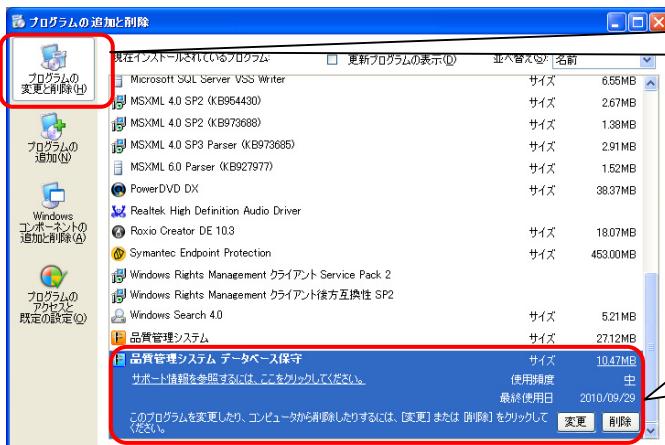 プログラムの追加と削除
プログラムの
変更と削除(H)
プログラムの
追加(N)
Windows
コンポーネントの
追加と削除(A)
プログラムの
アクセスと
既定の設定(O)
現在インストールされているプログラム:
更新プログラムの表示(D)
並べ替え(S):
名前
Microsoft SQL Server VSS Writer サイズ 6.55MB
MSXML 4.0 SP2 (KB954430) サイズ 2.67MB
MSXML 4.0 SP2 (KB973688) サイズ 1.38MB
MSXML 4.0 SP3 Parser (KB973685) サイズ 2.91MB
MSXML 6.0 Parser (KB927977) サイズ 1.52MB
PowerDVD DX サイズ 38.37MB
Realtek High Definition Audio Driver
Roxio Creator DE 10.3 サイズ 18.07MB
Symantec Endpoint Protection サイズ 453.00MB
Windows Rights Management クライアント Service Pack 2
Windows Rights Management クライアント後方互換性 SP2
Windows Search 4.0 サイズ 5.21MB
品質管理システム サイズ 27.12MB
品質管理システム データベース保守 サイズ 10.47MB
サポート情報を参照するには、ここをクリックしてください。 使用頻度 中
最終使用日 2010/09/29
このプログラムを変更したり、コンピュータから削除したりするには、[変更] または [削除] をクリックして
ください。
変更 削除